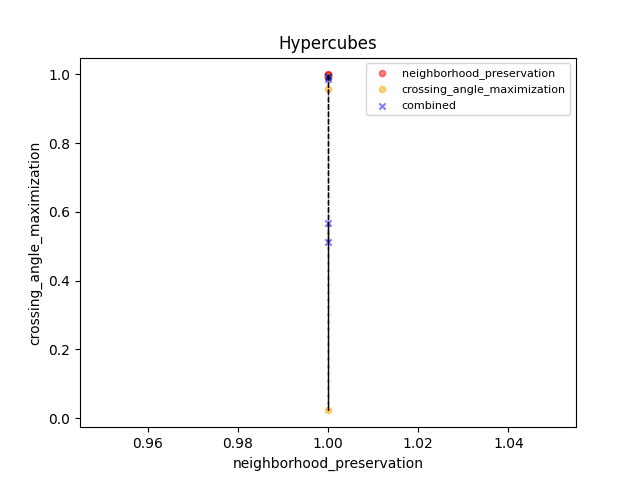 Hypercubes
neighborhood_preservation
crossing_angle_maximization
combined
crossing_angle_maximization
1.0
0.8
0.6
0.4
0.2
0.0
0.96 0.98 1.00 1.02 1.04
neighborhood_preservation